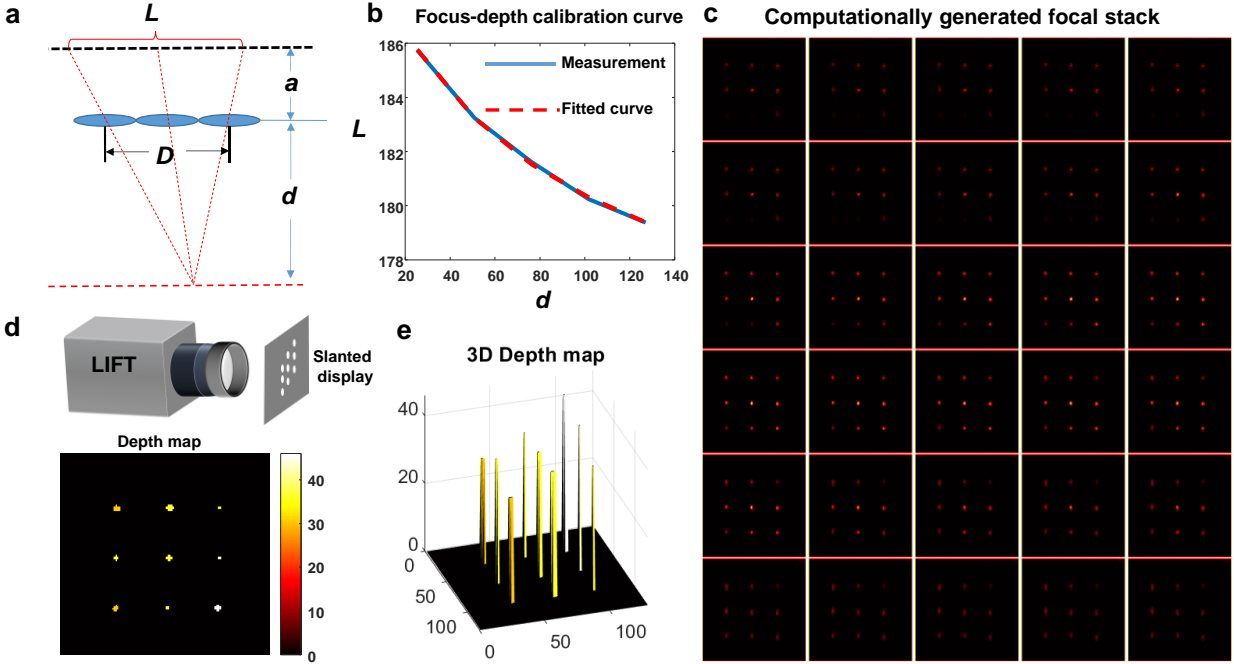 a
L
a
D
d
b
Focus-depth calibration curve
186
184
182
180
178
L
Measurement
Fitted curve
20
40
60
80
100
120
140
d
c
Computationally generated focal stack
d
LIFT
Slanted
display
Depth map
40
30
20
10
0
e
3D Depth map
40
20
0
0
50
100
0
50
100